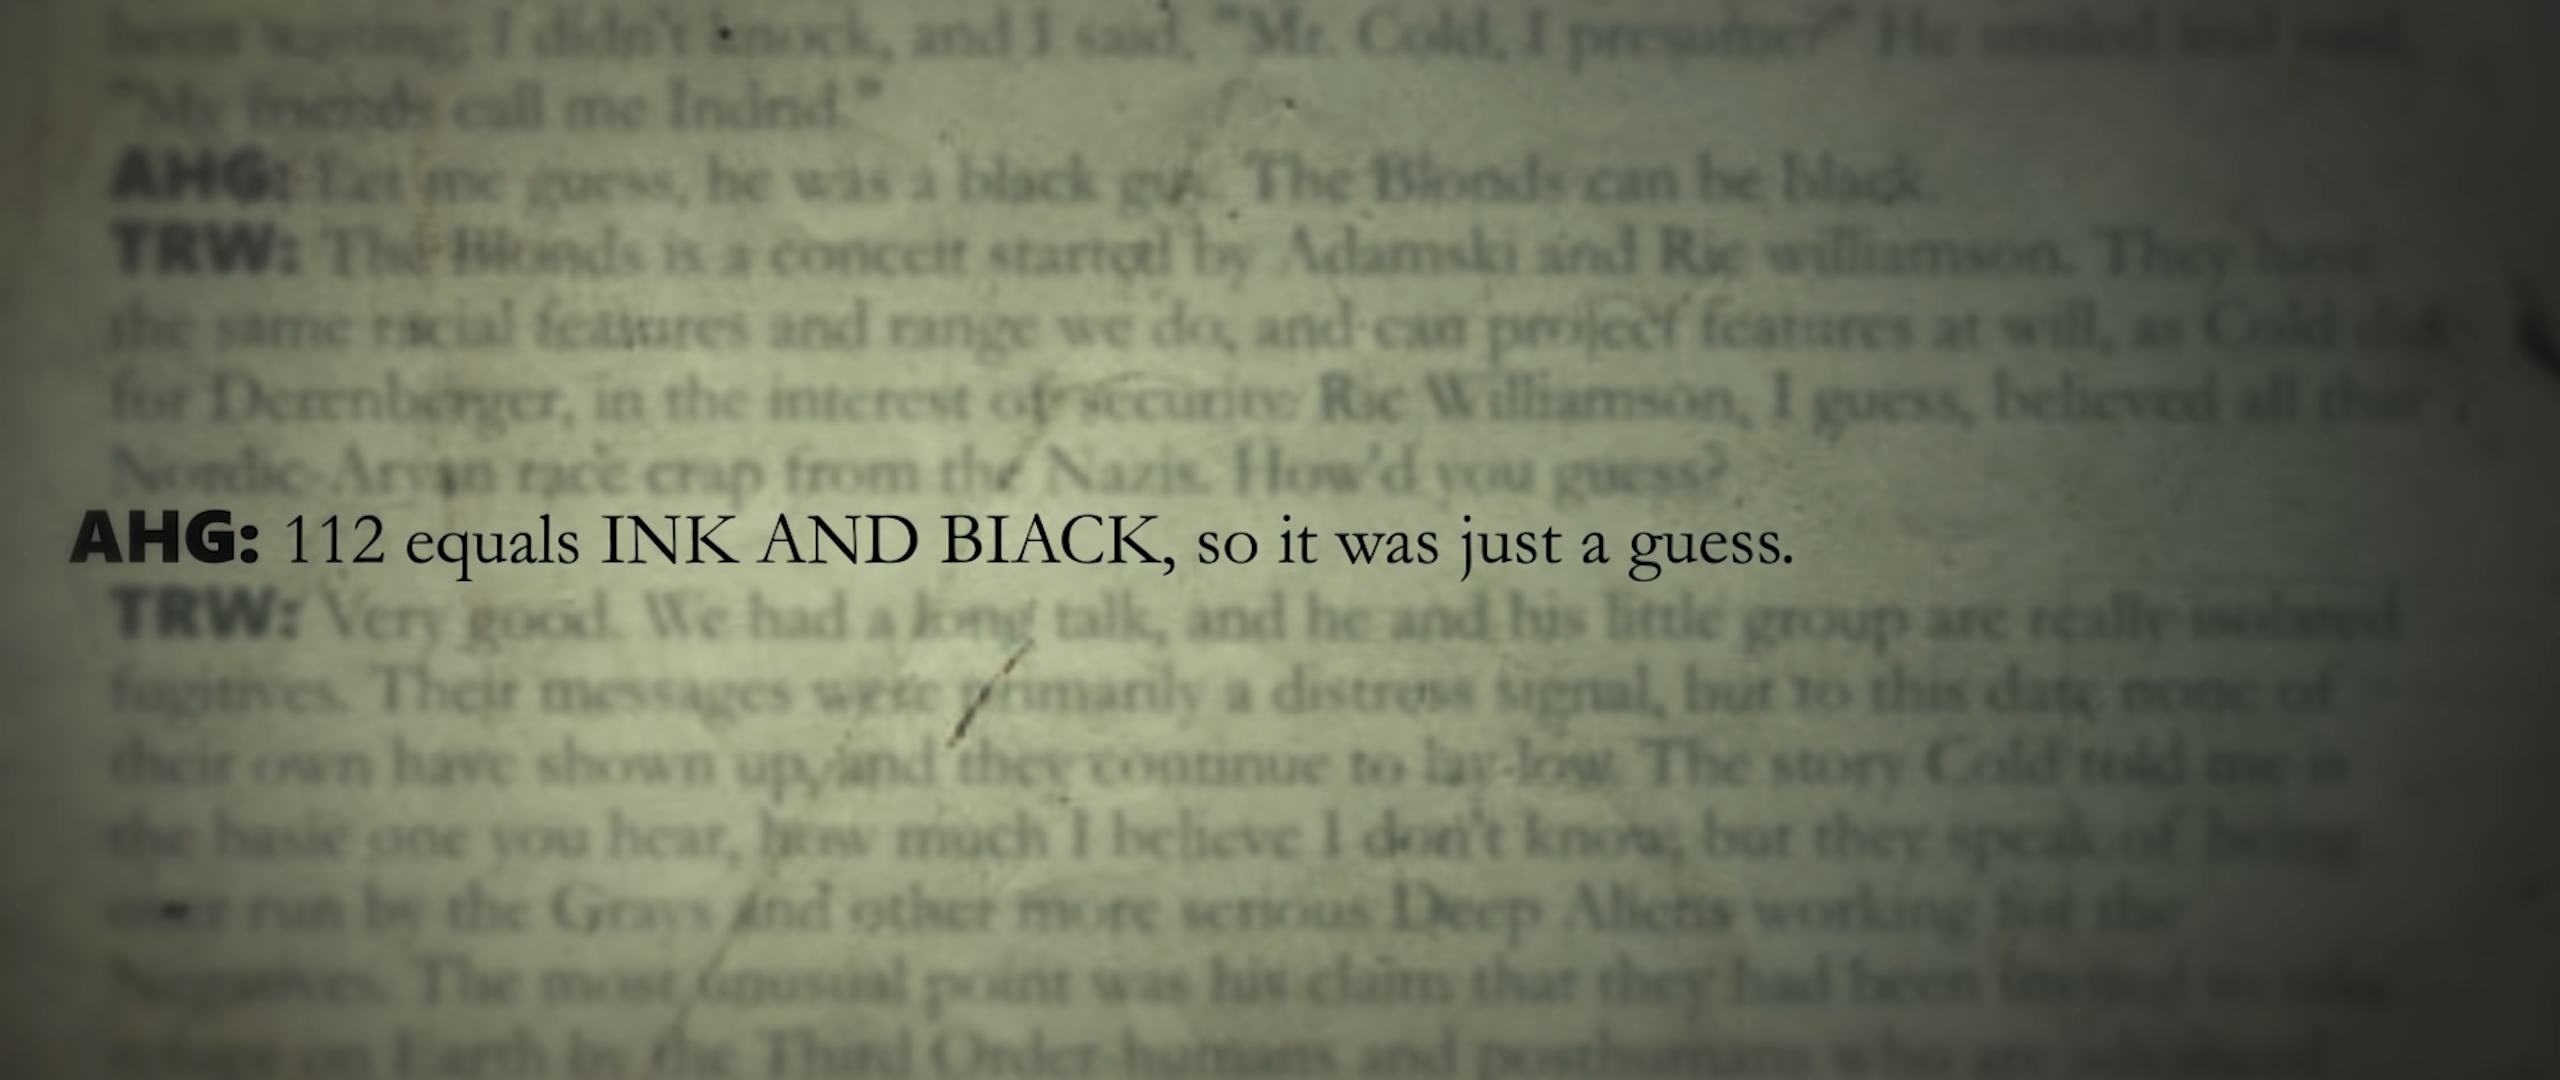 been waiting; I didn't knock, and I said, "Mr. Cold, I presume?" He smiled and said,
"My friends call me Indrid."
AHG: Let me guess, he was a black guy. The Blonds can be black.
TRW: The Blonds is a conceit started by Adamski and Ric williamson. They have
the same racial features and range we do, and can project features at will, as Cold did
for Derenberger, in the interest of security. Ric Williamson, I guess, believed all that
Nordic-Aryan race crap from the Nazis. How'd you guess?
AHG: 112 equals INK AND BIACK, so it was just a guess.
TRW: Very good. We had a long talk, and he and his little group are really isolated
fugitives. Their messages were primarily a distress signal, but to this date none of
their own have shown up, and they continue to lay-low. The story Cold told me is
the basic one you hear, how much I believe I don't know, but they speak of being
over run by the Grays and other more serious Deep Aliens working for the
Negatives. The most unusual point was his claim that they had been invited to take
refuge on Earth by the Third Order humans and posthumans who are advanced